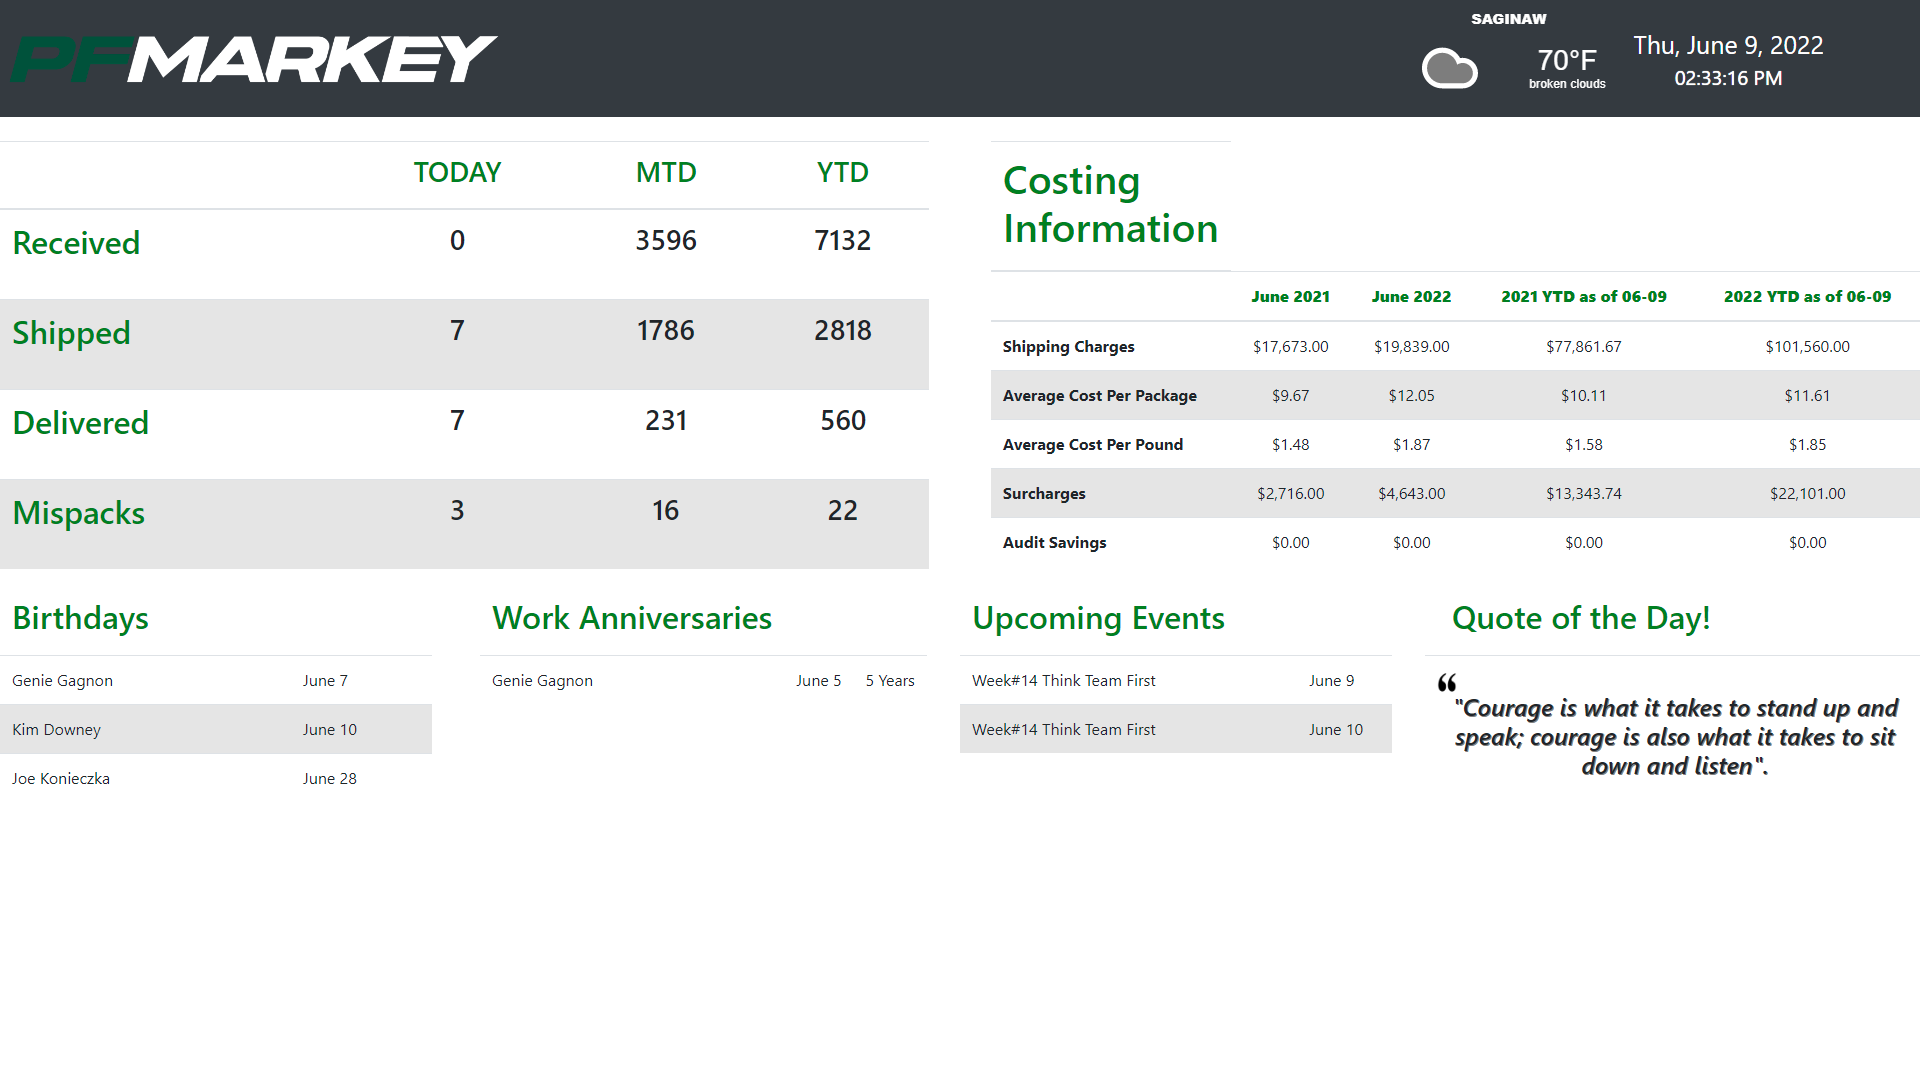 PFMARKEY
SAGINAW
70°F
broken clouds
Thu, June 9, 2022
02:33:16 PM
TODAY MTD YTD
Received 0 3596 7132
Shipped 7 1786 2818
Delivered 7 231 560
Mispacks 3 16 22
Costing
Information
June 2021 June 2022 2021 YTD as of 06-09 2022 YTD as of 06-09
Shipping Charges $17,673.00 $19,839.00 $77,861.67 $101,560.00
Average Cost Per Package $9.67 $12.05 $10.11 $11.61
Average Cost Per Pound $1.48 $1.87 $1.58 $1.85
Surcharges $2,716.00 $4,643.00 $13,343.74 $22,101.00
Audit Savings $0.00 $0.00 $0.00 $0.00
Birthdays
Genie Gagnon June 7
Kim Downey June 10
Joe Konieczka June 28
Work Anniversaries
Genie Gagnon June 5 5 Years
Upcoming Events
Week#14 Think Team First June 9
Week#14 Think Team First June 10
Quote of the Day!
“
"Courage is what it takes to stand up and
speak; courage is also what it takes to sit
down and listen".